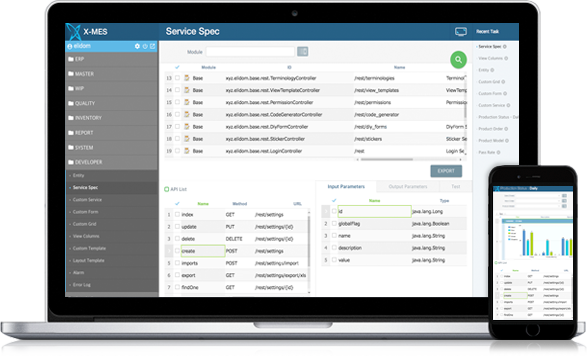 X-MES
Service Spec
Recent Task
elldom
Module
ERP
MASTER
WIP
QUALITY
INVENTORY
REPORT
SYSTEM
DEVELOPER
- Entity
- Service Spec
- Custom Service
- Custom Form
- Custom Grid
- View Columns
- Custom Template
- Layout Template
- Alarm
- Error Log
Module ID Name
13 Base xyz.elidom.base.rest.TerminologyController /rest/terminologies Terminal
14 Base xyz.elidom.base.rest.ViewTemplateController /rest/view_templates ViewTemp
15 Base xyz.elidom.base.rest.PermissionController /rest/permissions Permission
16 Base xyz.elidom.base.rest.CodeGeneratorController /rest/code_generator
17 Base xyz.elidom.base.rest.DiyFormController /rest/diy_forms DiyForm S
18 Base xyz.elidom.base.rest.StickerController /rest/stickers Sticker Se
19 Base xyz.elidom.base.rest.LoginController /rest Login Se
- Service Spec
- View Columns
- Entity
- Custom Grid
- Custom Form
- Custom Service
- Production Status - Dai
- Product Order
- Product Model
- Pass Rate
EXPORT
API List
Name Method URL
1 index GET /rest/settings
2 update PUT /rest/settings/{id}
3 delete DELETE /rest/settings/{id}
4 create POST /rest/settings
5 imports POST /rest/settings/import
6 export GET /rest/settings/export/xls
7 findOne GET /rest/settings/{id}
Input Parameters Output Parameters Test
Name Type
1 id java.lang.Long
2 globalFlag java.lang.Boolean
3 name java.lang.String
4 description java.lang.String
5 value java.lang.String
Production Status - Daily